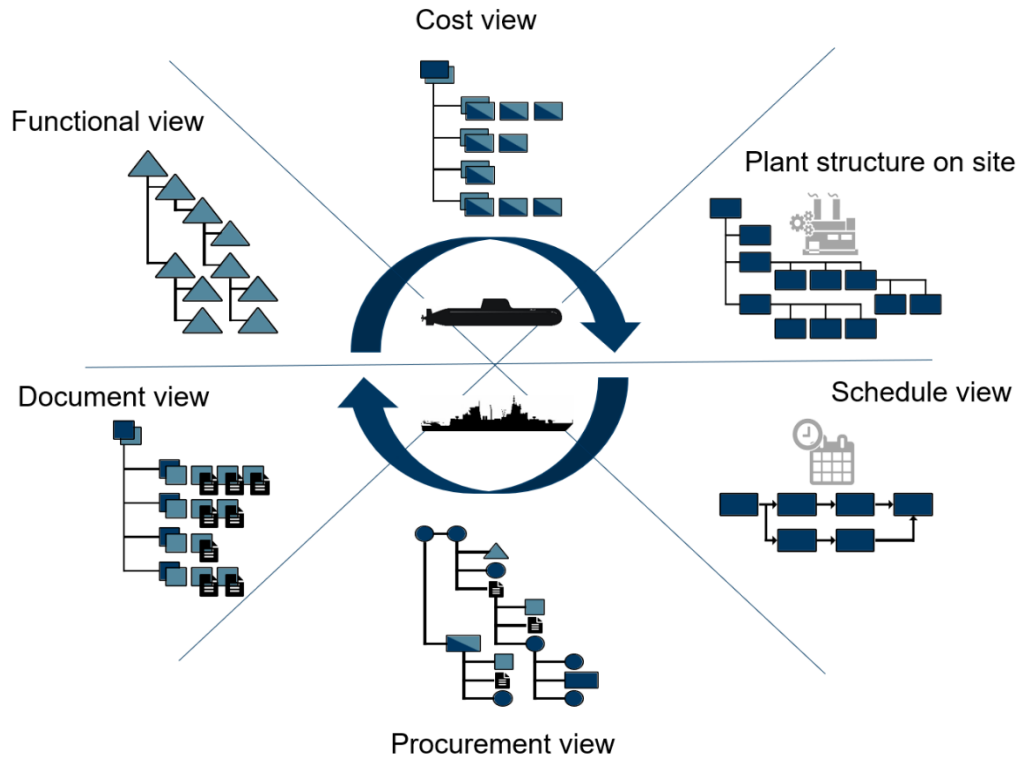 Cost view
Functional view
Plant structure on site
Document view
Schedule view
Procurement view